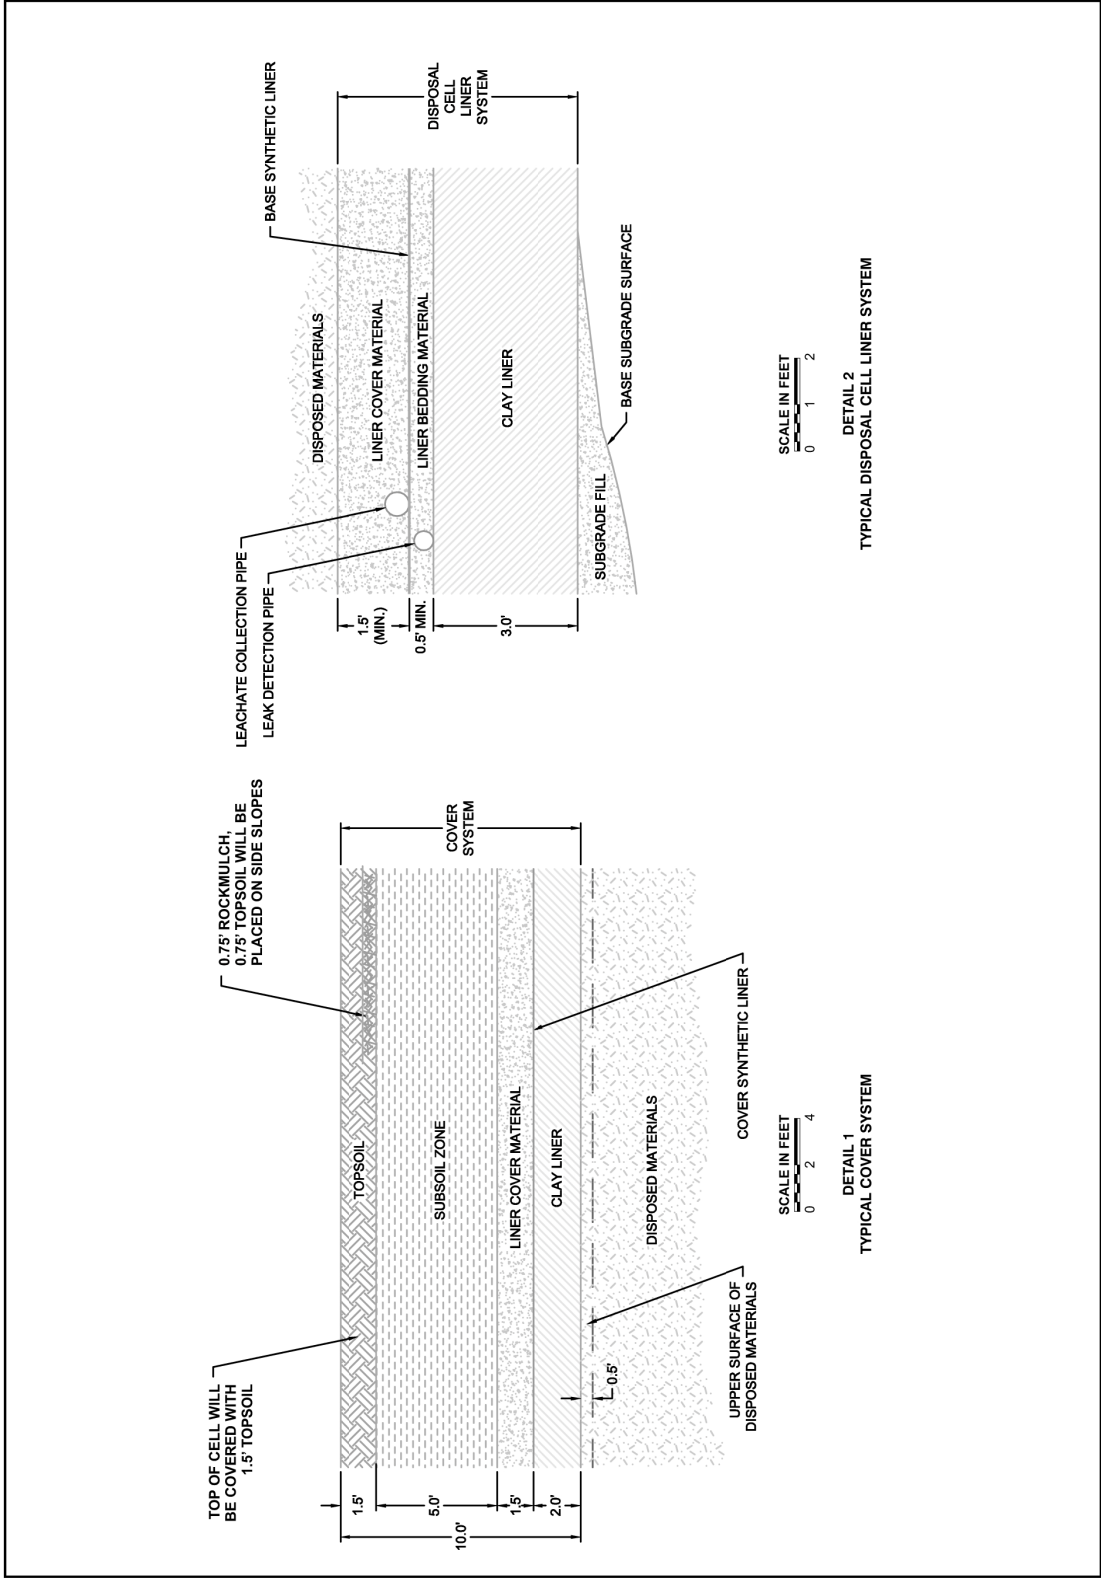 TOP OF CELL WILL
BE COVERED WITH
1.5' TOPSOIL
0.75' ROCKMULCH,
0.75' TOPSOIL WILL BE
PLACED ON SIDE SLOPES
1.5'
5.0'
1.5'
2.0'
10.0'
TOPSOIL
SUBSOIL ZONE
LINER COVER MATERIAL
CLAY LINER
DISPOSED MATERIALS
COVER
SYSTEM
0.5'
UPPER SURFACE OF
DISPOSED MATERIALS
COVER SYNTHETIC LINER
SCALE IN FEET
0 2 4
DETAIL 1
TYPICAL COVER SYSTEM
LEACHATE COLLECTION PIPE
LEAK DETECTION PIPE
BASE SYNTHETIC LINER
1.5'
(MIN.)
0.5' MIN.
3.0'
DISPOSED MATERIALS
LINER COVER MATERIAL
LINER BEDDING MATERIAL
CLAY LINER
SUBGRADE FILL
DISPOSAL
CELL
LINER
SYSTEM
BASE SUBGRADE SURFACE
SCALE IN FEET
0 1 2
DETAIL 2
TYPICAL DISPOSAL CELL LINER SYSTEM